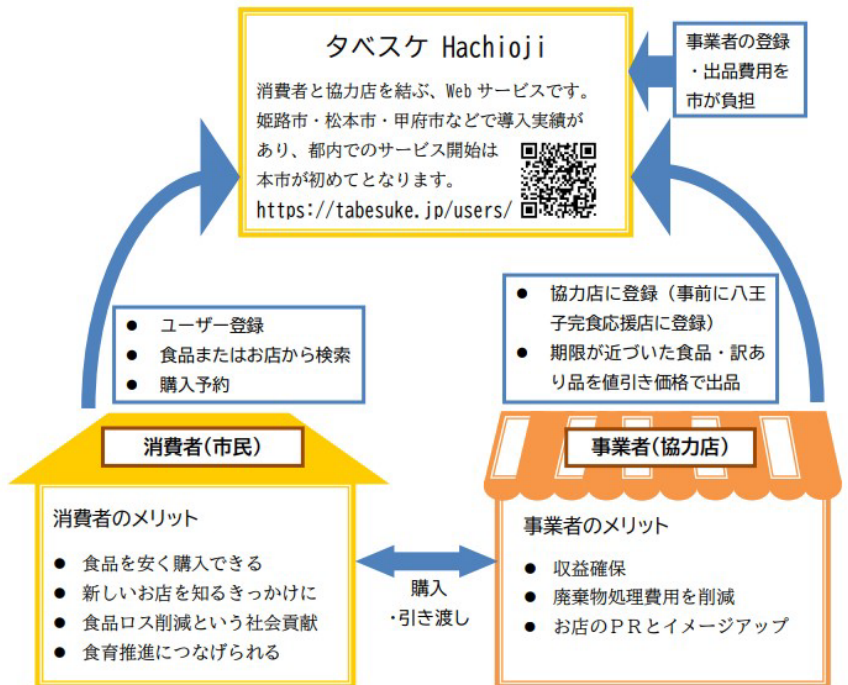 タベスケ Hachioji
消費者と協力店を結ぶ、Web サービスです。
姫路市・松本市・甲府市などで導入実績が
あり、都内でのサービス開始は
本市が初めてとなります。
https://tabesuke.jp/users/
事業者の登録
・出品費用を
市が負担
● ユーザー登録
● 食品またはお店から検索
● 購入予約
● 協力店に登録（事前に八王
子完食応援店に登録）
● 期限が近づいた食品・訳あ
り品を値引き価格で出品
消費者(市民)
消費者のメリット
● 食品を安く購入できる
● 新しいお店を知るきっかけに
● 食品ロス削減という社会貢献
● 食育推進につなげられる
購入
・引き渡し
事業者(協力店)
事業者のメリット
● 収益確保
● 廃棄物処理費用を削減
● お店のＰＲとイメージアップ